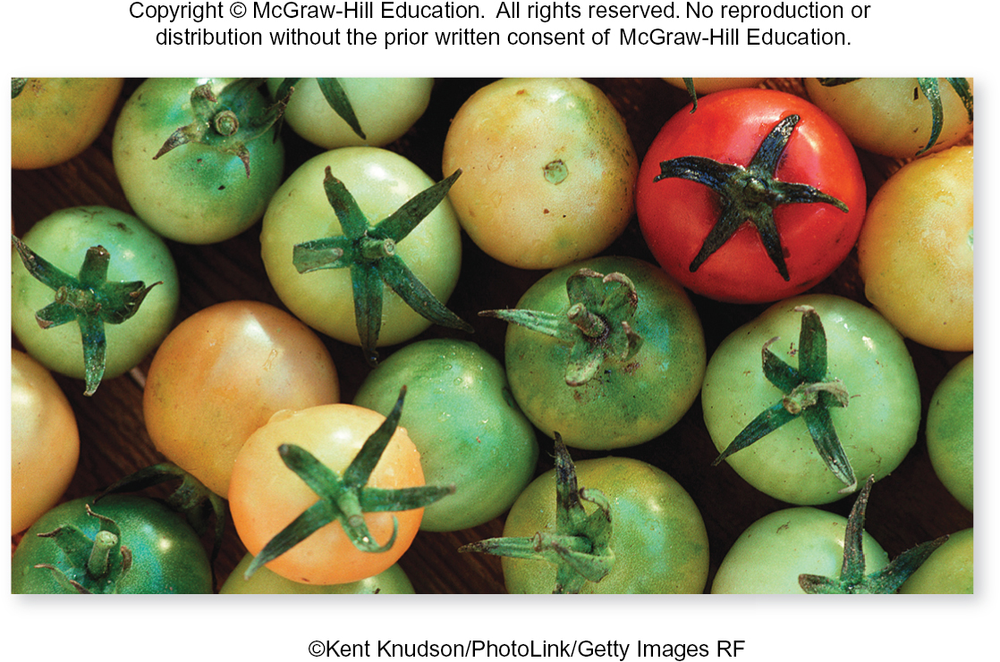 Copyright © McGraw-Hill Education.  All rights reserved. No reproduction or
distribution without the prior written consent of McGraw-Hill Education.
©Kent Knudson/PhotoLink/Getty Images RF